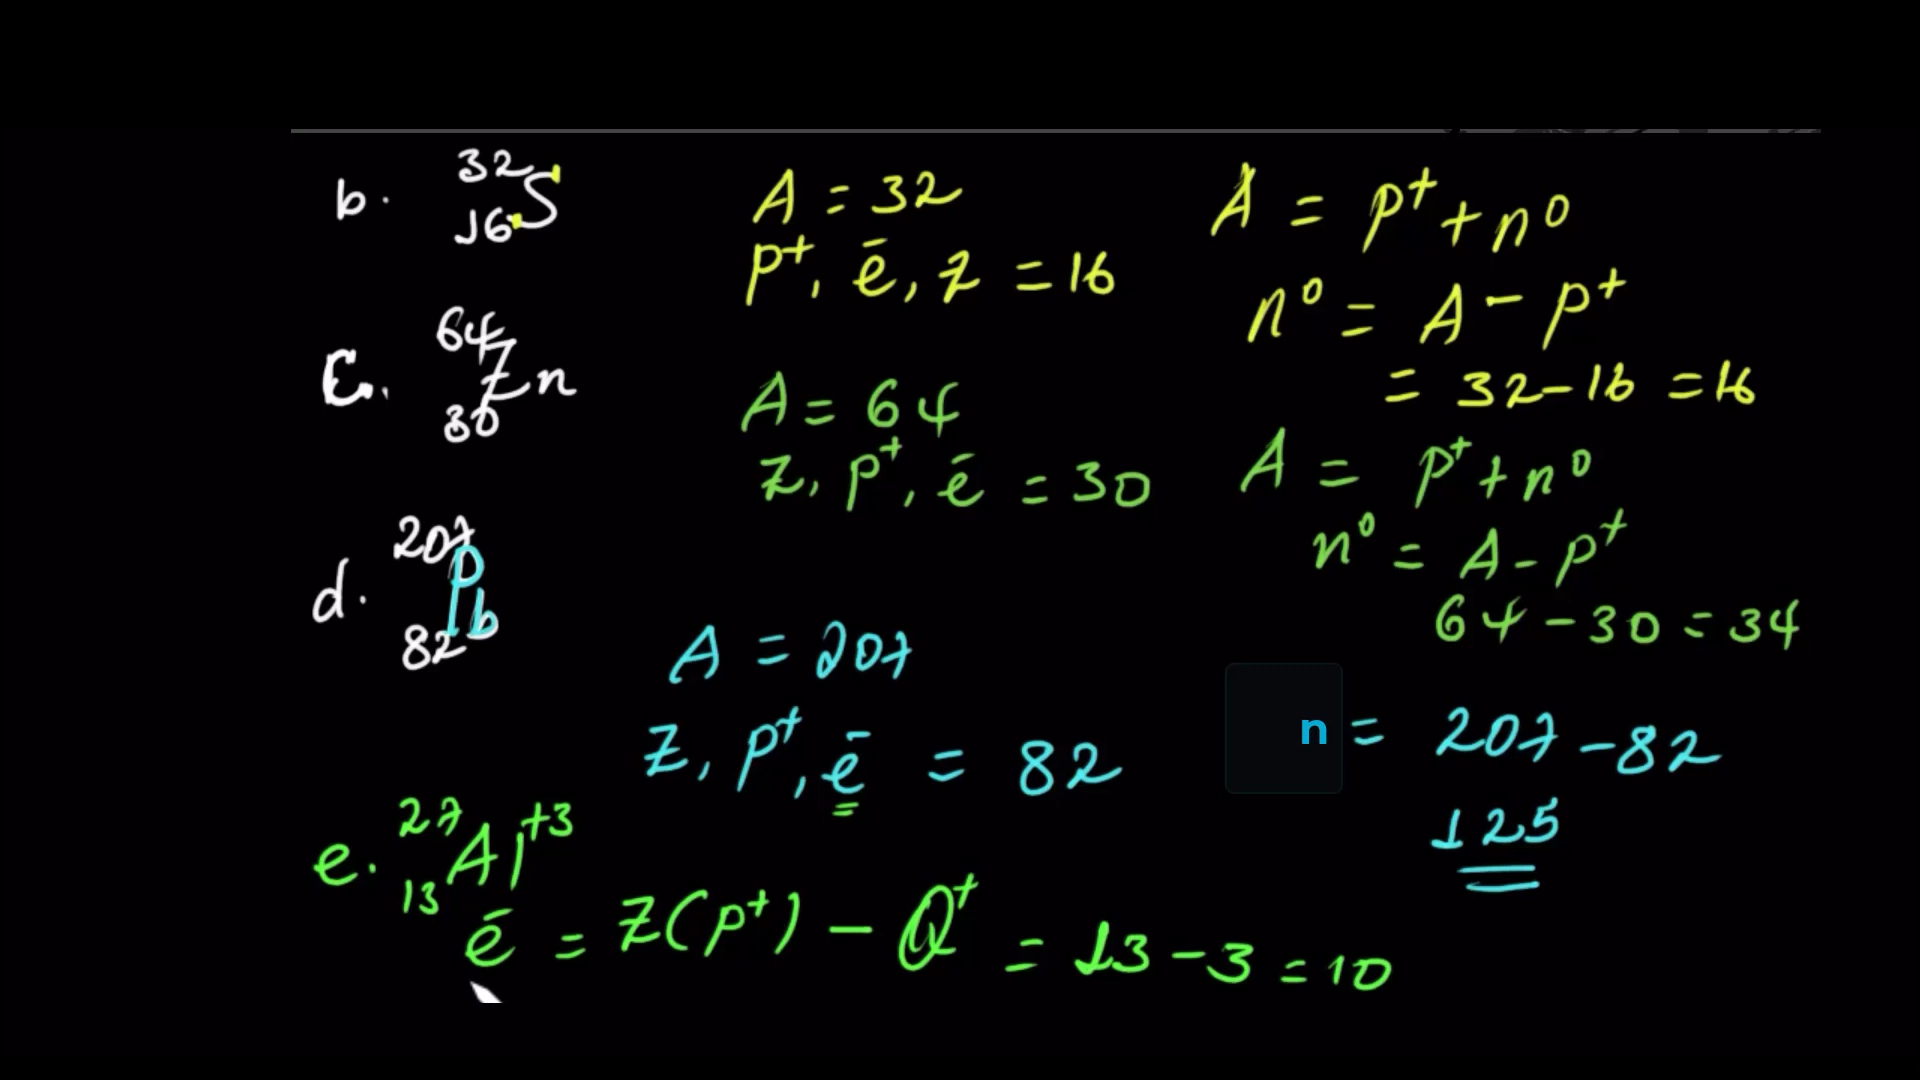 b. ³²₁₆S
A = 32
p⁺, ē, Z = 16
A = p⁺ + n⁰
n⁰ = A - p⁺
= 32 - 16 = 16
C. ⁶⁴₃₀Zn
A = 64
Z, p⁺, ē = 30
A = p⁺ + n⁰
n⁰ = A - p⁺
64 - 30 = 34
d. ²⁰⁷₈₂Pb
A = 207
Z, p⁺, ē = 82
n = 207 - 82
125
e. ²⁷₁₃Al⁺³
ē = Z(p⁺) - Q⁺ = 13 - 3 = 10